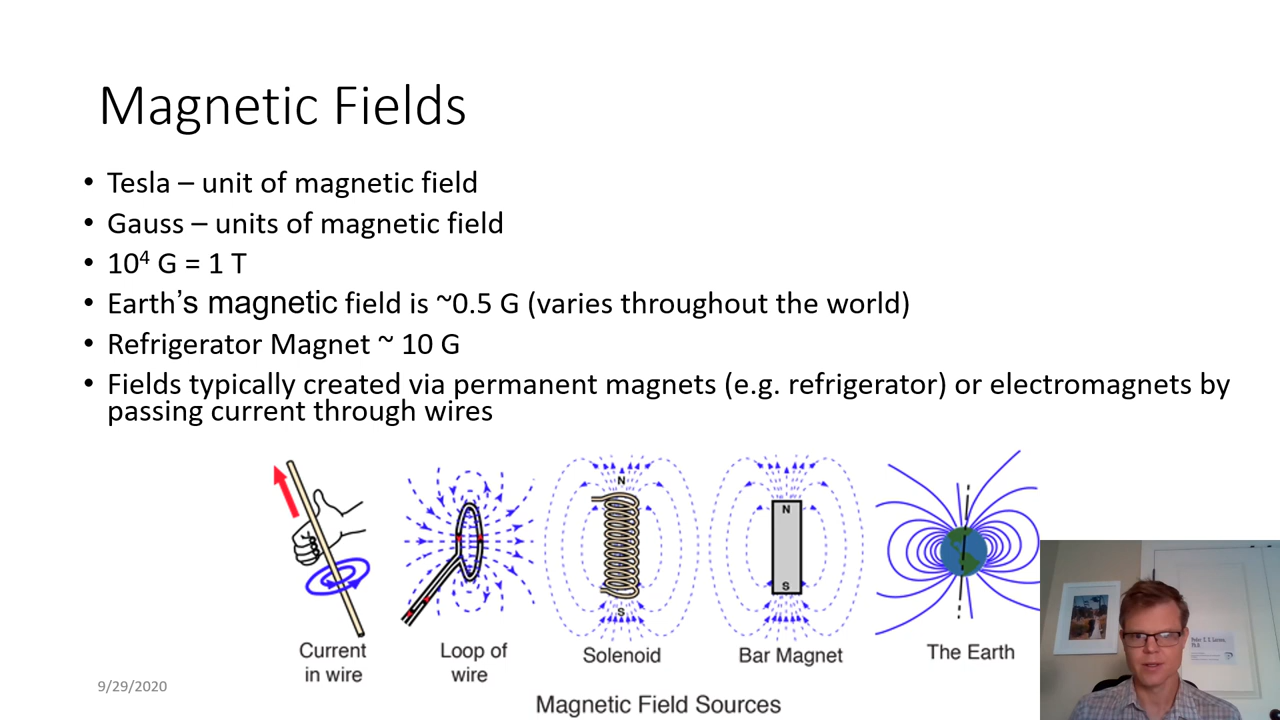 Magnetic Fields
• Tesla – unit of magnetic field
• Gauss – units of magnetic field
• 10⁴ G = 1 T
• Earth’s magnetic field is ~0.5 G (varies throughout the world)
• Refrigerator Magnet ~ 10 G
• Fields typically created via permanent magnets (e.g. refrigerator) or electromagnets by
passing current through wires
N
S
N
S
Current
in wire
Loop of
wire
Solenoid
Bar Magnet
The Earth
Magnetic Field Sources
9/29/2020
Ph.D.